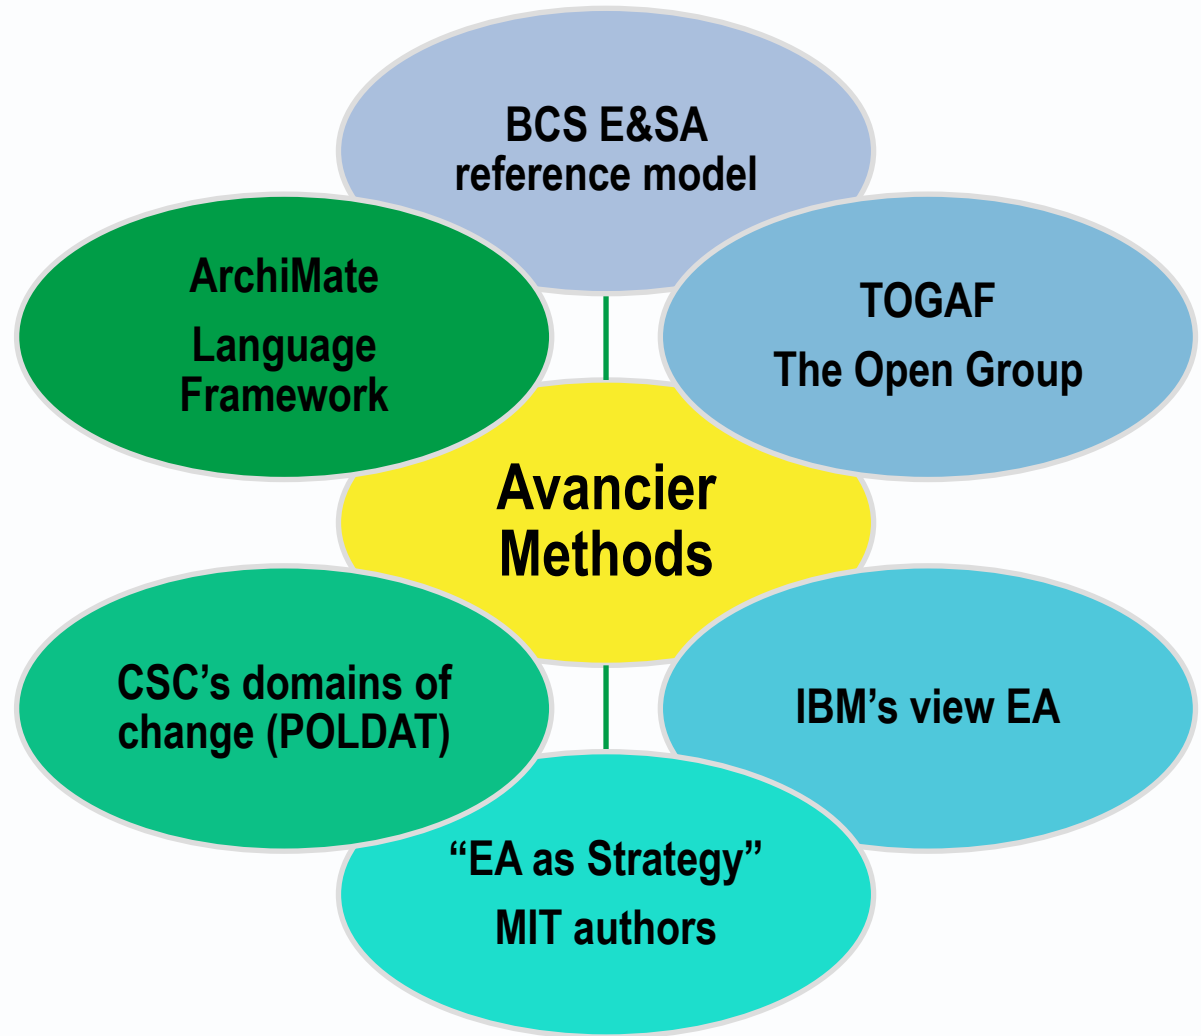 BCS E&SA
reference model
ArchiMate
Language
Framework
TOGAF
The Open Group
Avancier
Methods
CSC’s domains of
change (POLDAT)
IBM’s view EA
“EA as Strategy”
MIT authors